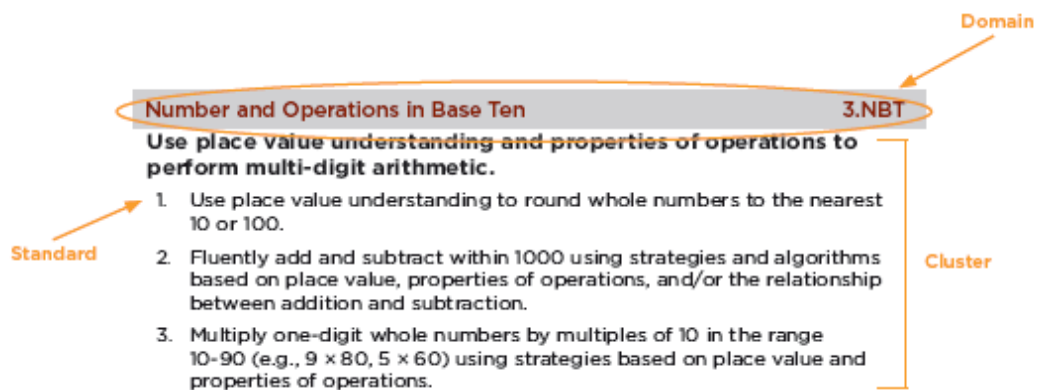 Domain
Number and Operations in Base Ten 3.NBT
Use place value understanding and properties of operations to
perform multi-digit arithmetic.
1. Use place value understanding to round whole numbers to the nearest
10 or 100.
Standard
2. Fluently add and subtract within 1000 using strategies and algorithms
based on place value, properties of operations, and/or the relationship
between addition and subtraction.
Cluster
3. Multiply one-digit whole numbers by multiples of 10 in the range
10-90 (e.g., 9 × 80, 5 × 60) using strategies based on place value and
properties of operations.